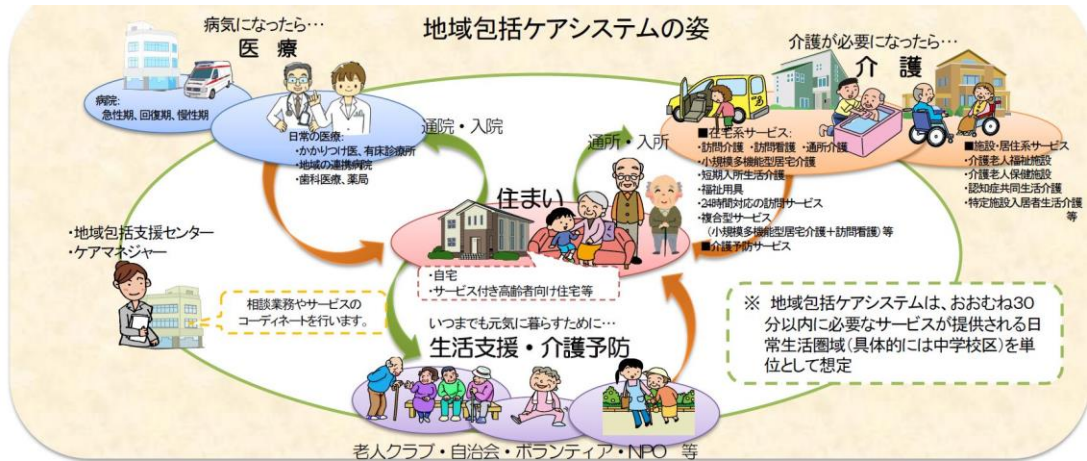 地域包括ケアシステムの姿
病気になったら…
医 療
病院:
急性期、回復期、慢性期
日常の医療:
・かかりつけ医、有床診療所
・地域の連携病院
・歯科医療、薬局
通院・入院
通所・入所
介護が必要になったら…
介 護
■在宅系サービス:
・訪問介護 ・訪問看護 ・通所介護
・小規模多機能型居宅介護
・短期入所生活介護
・福祉用具
・24時間対応の訪問サービス
・複合型サービス
（小規模多機能型居宅介護+訪問看護) 等
■介護予防サービス
■施設・居住系サービス
・介護老人福祉施設
・介護老人保健施設
・認知症共同生活介護
・特定施設入居者生活介護
等
住まい
・自宅
・サービス付き高齢者向け住宅等
・地域包括支援センター
・ケアマネジャー
相談業務やサービスの
コーディネートを行います。
いつまでも元気に暮らすために…
生活支援・介護予防
老人クラブ・自治会・ボランティア・NPO 等
※ 地域包括ケアシステムは、おおむね30
分以内に必要なサービスが提供される日
常生活圏域(具体的には中学校区)を単
位として想定